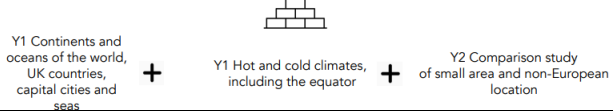 Y1 Continents and
oceans of the world,
UK countries,
capital cities and
seas
+
Y1 Hot and cold climates,
including the equator
+
Y2 Comparison study
of small area and non-European
location